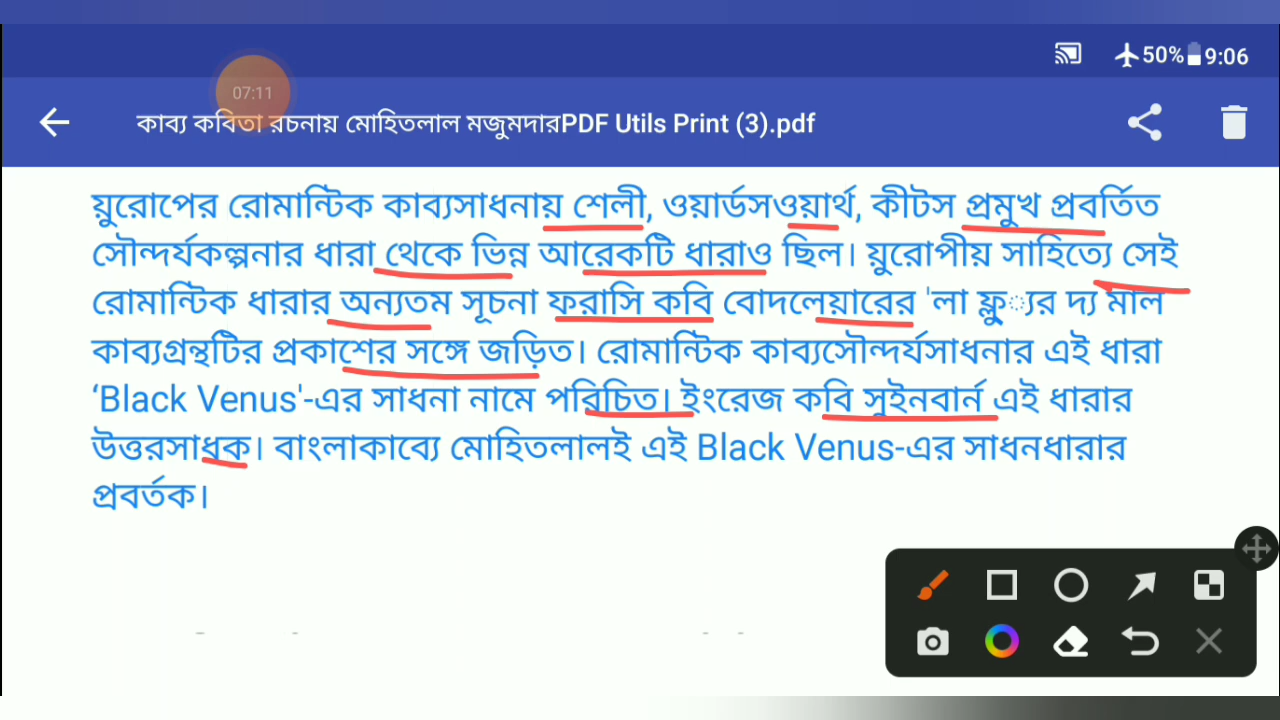 50% 9:06
07:11
কাব্য কবিতা রচনায় মোহিতলাল মজুমদারPDF Utils Print (3).pdf
য়ুরোপের রোমান্টিক কাব্যসাধনায় শেলী, ওয়ার্ডসওয়ার্থ, কীটস প্রমুখ প্রবর্তিত
সৌন্দর্যকল্পনার ধারা থেকে ভিন্ন আরেকটি ধারাও ছিল। য়ুরোপীয় সাহিত্যে সেই
রোমান্টিক ধারার অন্যতম সূচনা ফরাসি কবি বোদলেয়ারের 'লা ফ্লু্্যর দ্য মাল
কাব্যগ্রন্থটির প্রকাশের সঙ্গে জড়িত। রোমান্টিক কাব্যসৌন্দর্যসাধনার এই ধারা
‘Black Venus'-এর সাধনা নামে পরিচিত। ইংরেজ কবি সুইনবার্ন এই ধারার
উত্তরসাধক। বাংলাকাব্যে মোহিতলালই এই Black Venus-এর সাধনধারার
প্রবর্তক।